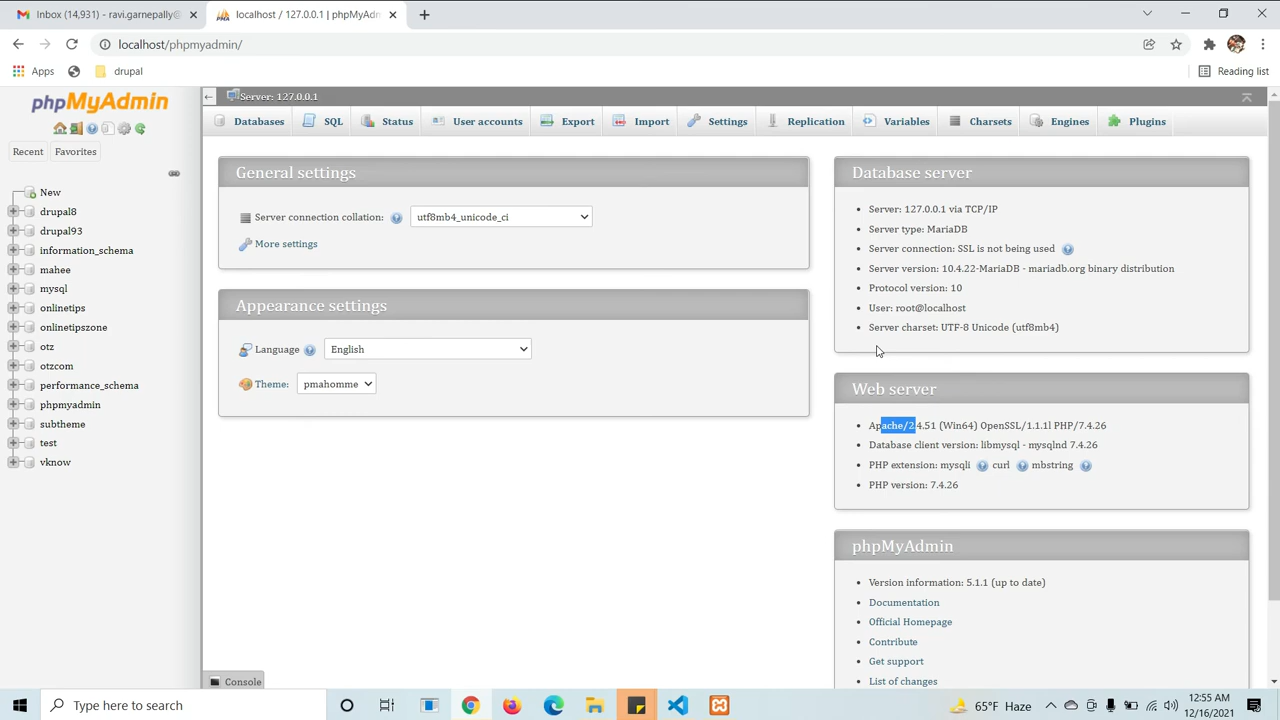 Inbox (14,931) - ravi.garnepally@
localhost / 127.0.0.1 | phpMyAdm
localhost/phpmyadmin/
Apps
drupal
Reading list
phpMyAdmin
Recent
Favorites
New
drupal8
drupal93
information_schema
mahee
mysql
onlinetips
onlinetipszone
otz
otzcom
performance_schema
phpmyadmin
subtheme
test
vknow
Server: 127.0.0.1
Databases
SQL
Status
User accounts
Export
Import
Settings
Replication
Variables
Charsets
Engines
Plugins
General settings
Server connection collation:
utf8mb4_unicode_ci
More settings
Appearance settings
Language
English
Theme:
pmahomme
Database server
Server: 127.0.0.1 via TCP/IP
Server type: MariaDB
Server connection: SSL is not being used
Server version: 10.4.22-MariaDB - mariadb.org binary distribution
Protocol version: 10
User: root@localhost
Server charset: UTF-8 Unicode (utf8mb4)
Web server
Apache/2.4.51 (Win64) OpenSSL/1.1.1l PHP/7.4.26
Database client version: libmysql - mysqlnd 7.4.26
PHP extension: mysqli curl mbstring
PHP version: 7.4.26
phpMyAdmin
Version information: 5.1.1 (up to date)
Documentation
Official Homepage
Contribute
Get support
List of changes
Console
Type here to search
65°F Haze
12:55 AM
12/16/2021